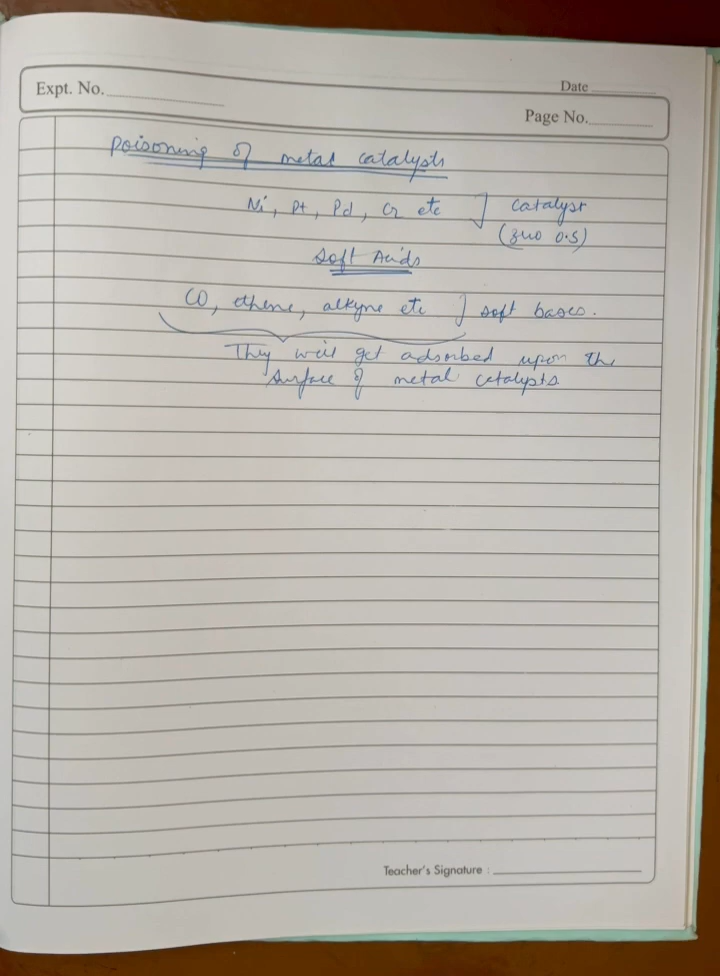 Expt. No.
Date
Page No.
Poisoning of metal catalysts
Ni, Pt, Pd, Cr etc ] catalyst
(zero O.S)
Soft Acids
CO, ethene, alkyne etc } soft bases.
They will get adsorbed upon the
surface of metal catalysts
Teacher's Signature :